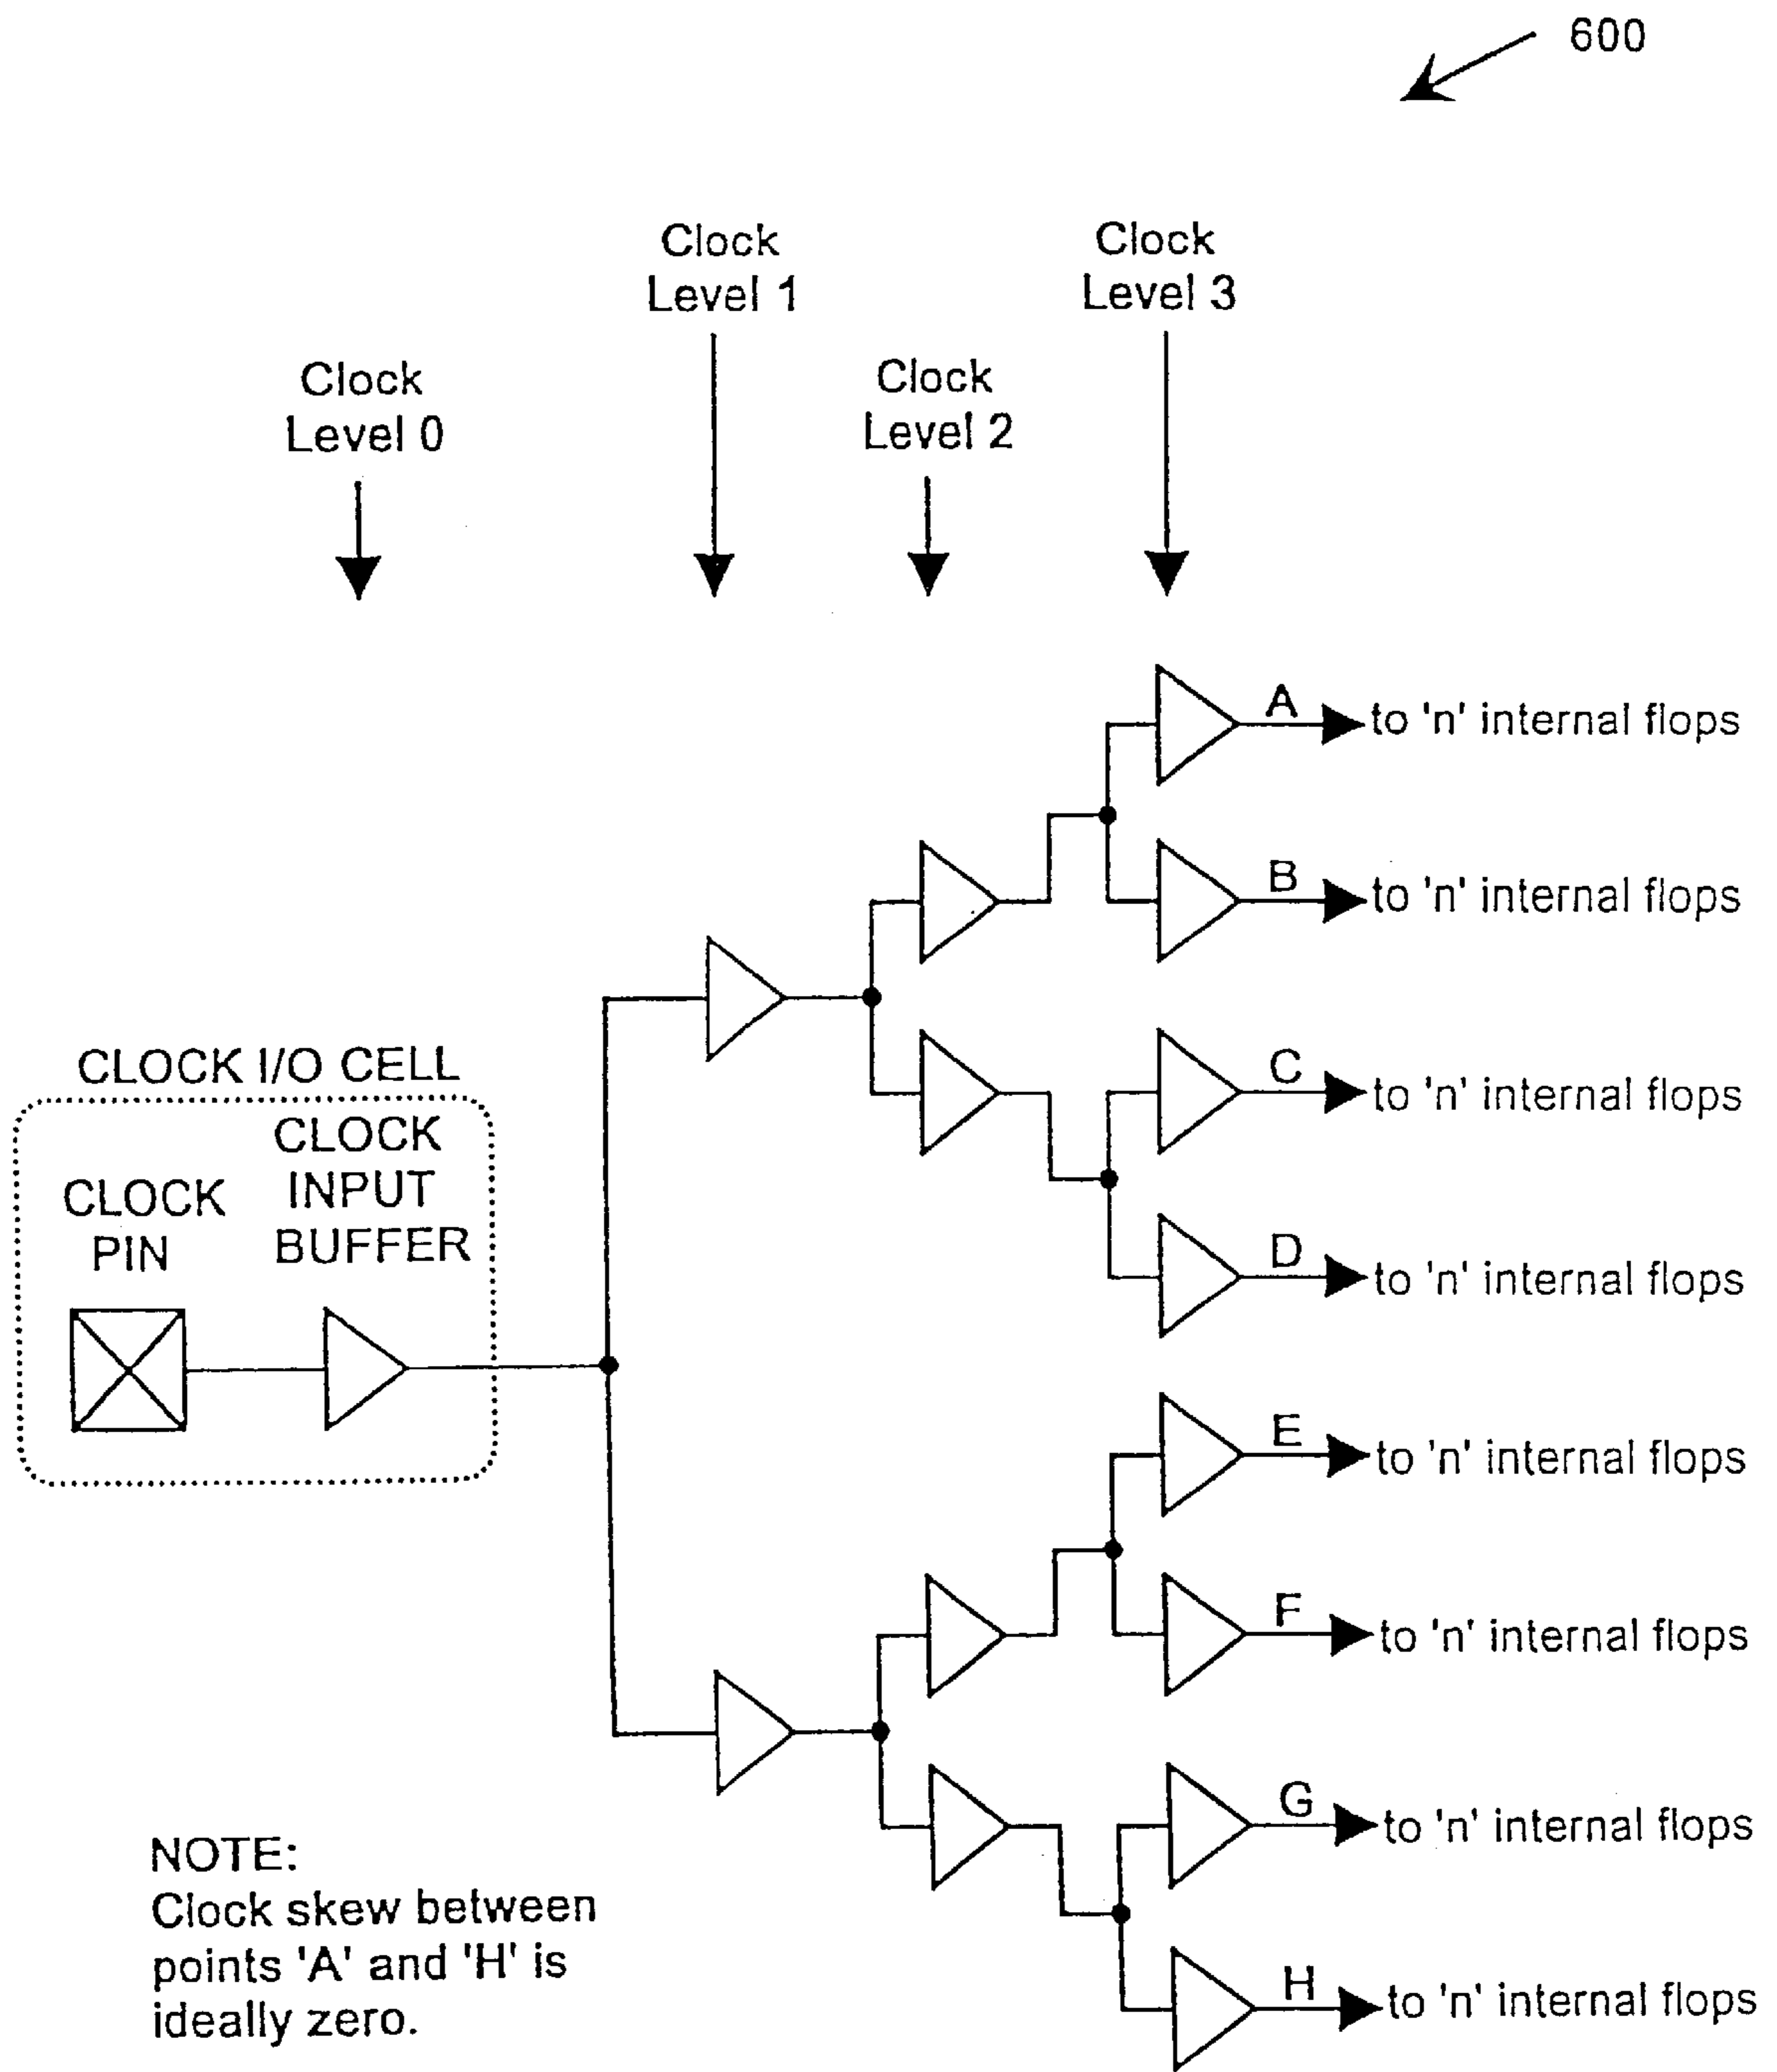 600
Clock
Level 1
Clock
Level 3
Clock
Level 0
Clock
Level 2
A
to 'n' internal flops
B
to 'n' internal flops
C
to 'n' internal flops
D
to 'n' internal flops
CLOCK I/O CELL
CLOCK
PIN
CLOCK
INPUT
BUFFER
E
to 'n' internal flops
F
to 'n' internal flops
G
to 'n' internal flops
H
to 'n' internal flops
NOTE:
Clock skew between
points 'A' and 'H' is
ideally zero.